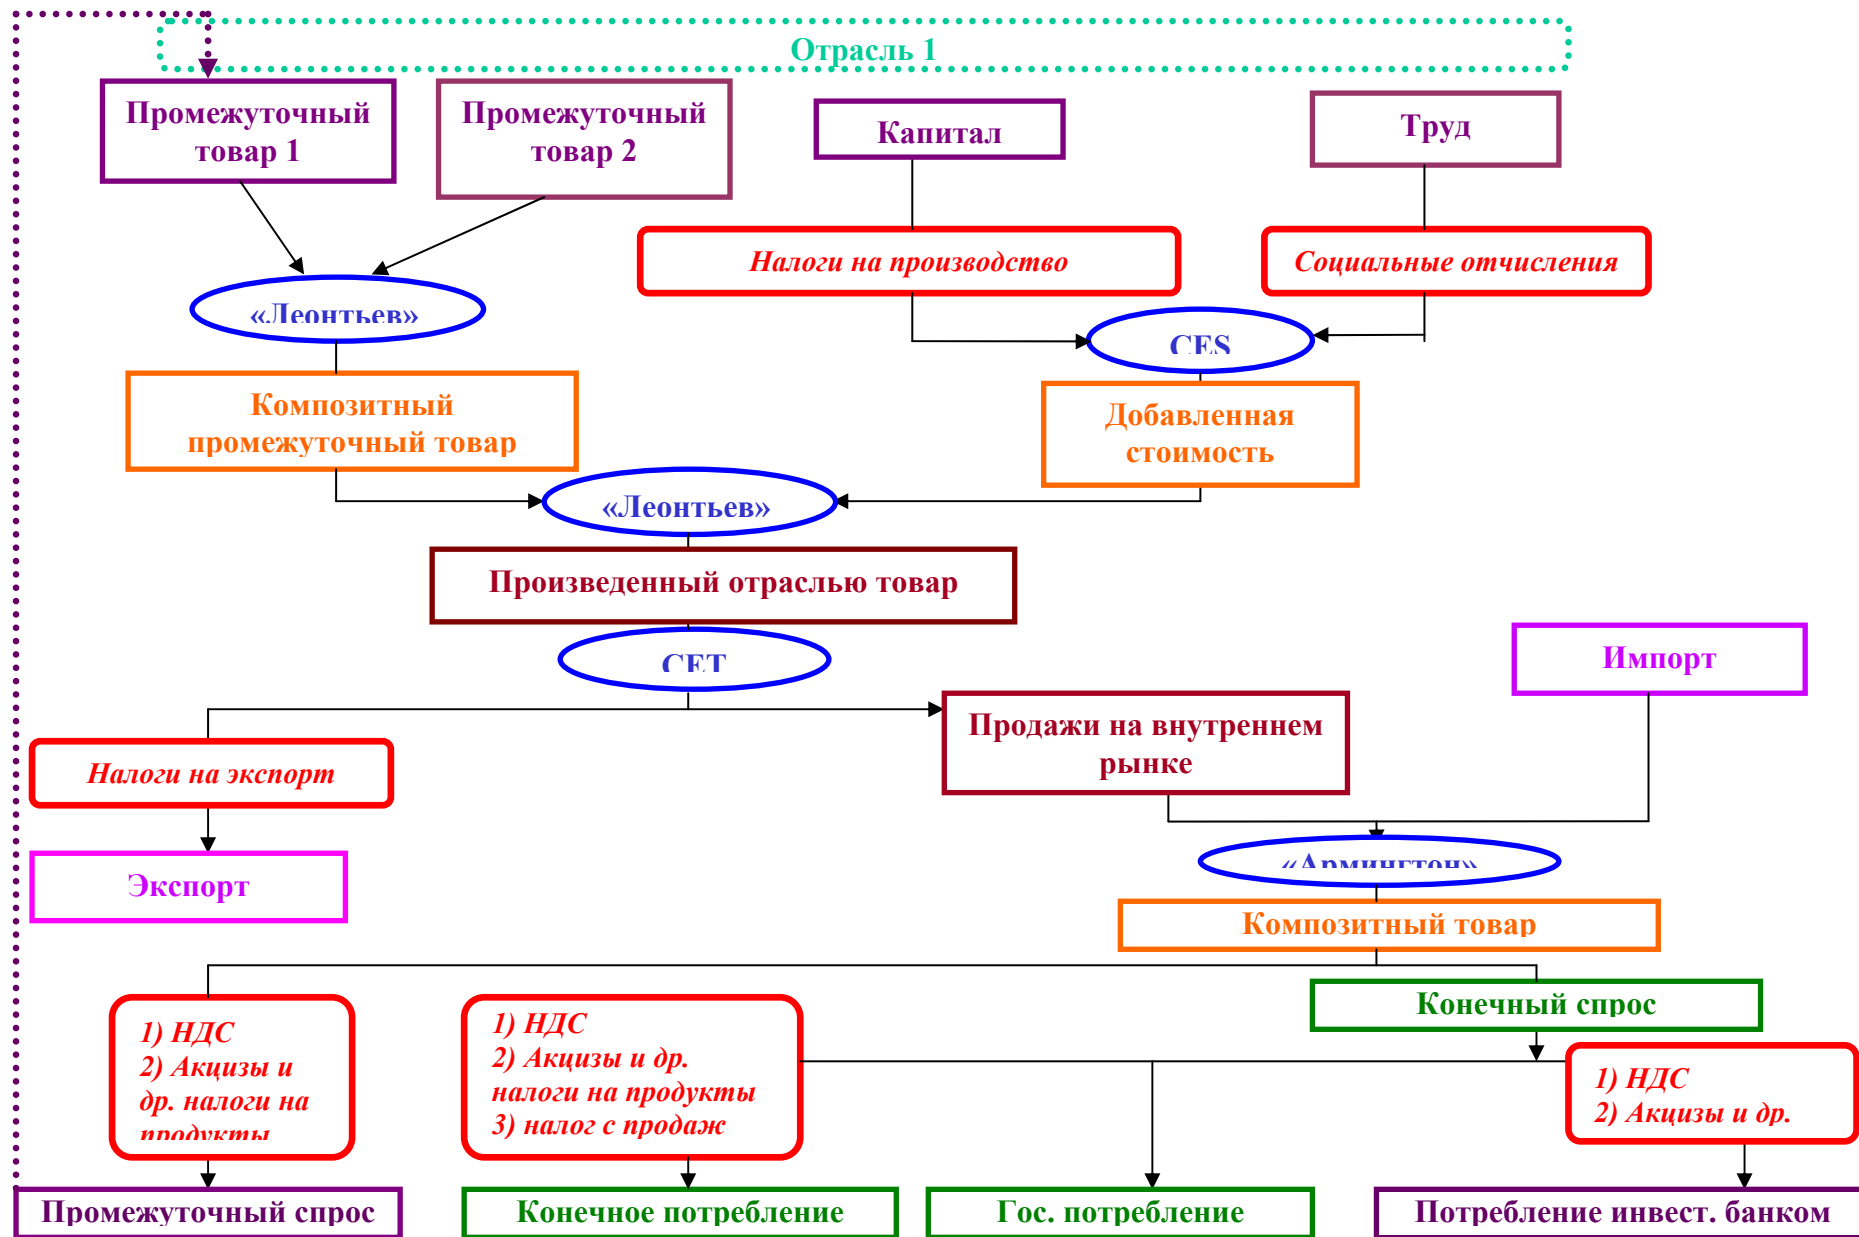 Отрасль 1
Промежуточный
товар 1
Промежуточный
товар 2
Капитал
Труд
Налоги на производство
Социальные отчисления
«Леонтьев»
CES
Композитный
промежуточный товар
Добавленная
стоимость
«Леонтьев»
Произведенный отраслью товар
CET
Импорт
Продажи на внутреннем
рынке
Налоги на экспорт
Экспорт
«Армингтон»
Композитный товар
Конечный спрос
1) НДС
2) Акцизы и
др. налоги на
продукты
1) НДС
2) Акцизы и др.
налоги на продукты
3) налог с продаж
1) НДС
2) Акцизы и др.
Промежуточный спрос
Конечное потребление
Гос. потребление
Потребление инвест. банком